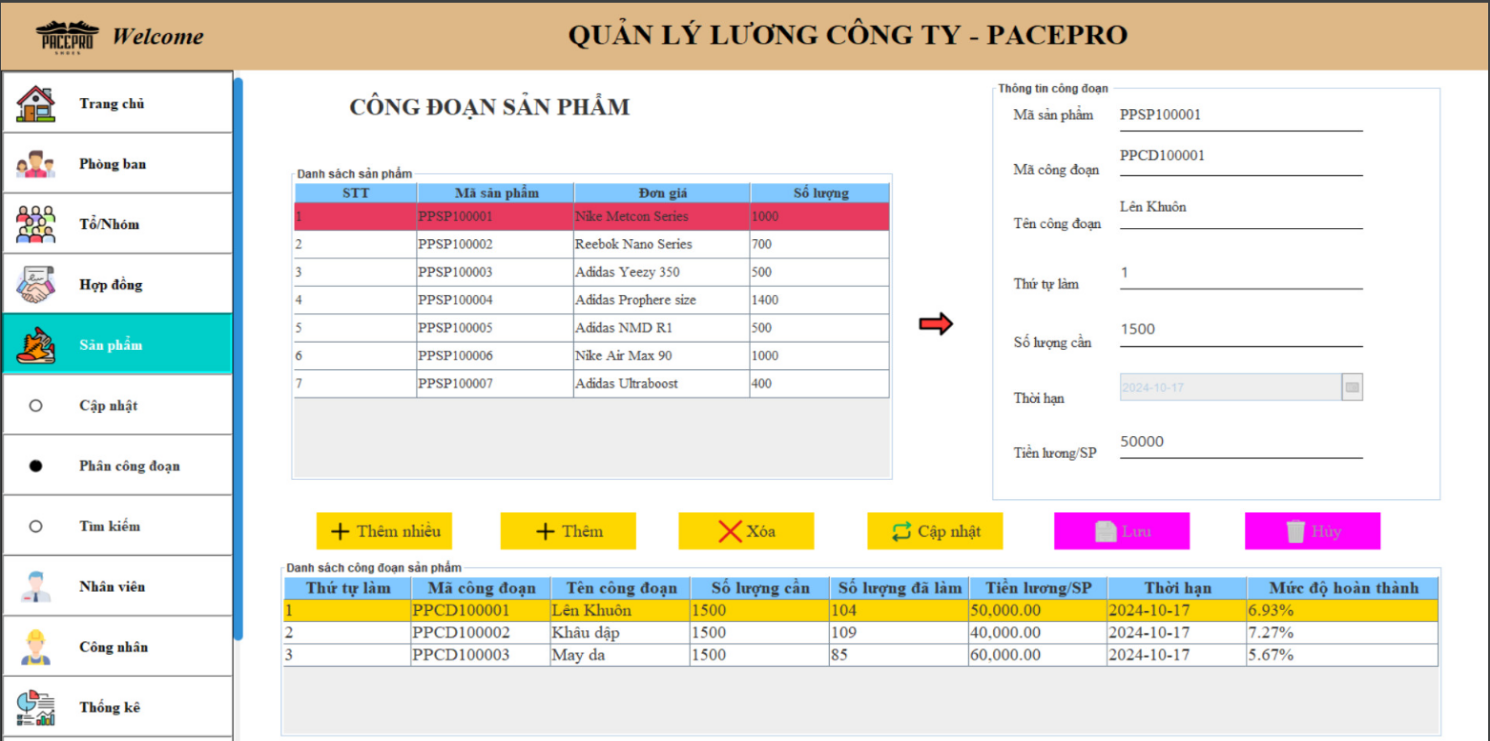 PACEPRO
SHOES
Welcome
QUẢN LÝ LƯƠNG CÔNG TY - PACEPRO
Trang chủ
Phòng ban
Tổ/Nhóm
Hợp đồng
Sản phẩm
Cập nhật
Phân công đoạn
Tìm kiếm
Nhân viên
Công nhân
Thống kê
CÔNG ĐOẠN SẢN PHẨM
Danh sách sản phẩm
STT Mã sản phẩm Đơn giá Số lượng
1 PPSP100001 Nike Metcon Series 1000
2 PPSP100002 Reebok Nano Series 700
3 PPSP100003 Adidas Yeezy 350 500
4 PPSP100004 Adidas Prophere size 1400
5 PPSP100005 Adidas NMD R1 500
6 PPSP100006 Nike Air Max 90 1000
7 PPSP100007 Adidas Ultraboost 400
Thông tin công đoạn
Mã sản phẩm PPSP100001
Mã công đoạn PPCD100001
Tên công đoạn Lên Khuôn
Thứ tự làm 1
Số lượng cần 1500
Thời hạn 2024-10-17
Tiền lương/SP 50000
Thêm nhiều Thêm Xóa Cập nhật Lưu Hủy
Danh sách công đoạn sản phẩm
Thứ tự làm Mã công đoạn Tên công đoạn Số lượng cần Số lượng đã làm Tiền lương/SP Thời hạn Mức độ hoàn thành
1 PPCD100001 Lên Khuôn 1500 104 50,000.00 2024-10-17 6.93%
2 PPCD100002 Khâu dập 1500 109 40,000.00 2024-10-17 7.27%
3 PPCD100003 May da 1500 85 60,000.00 2024-10-17 5.67%